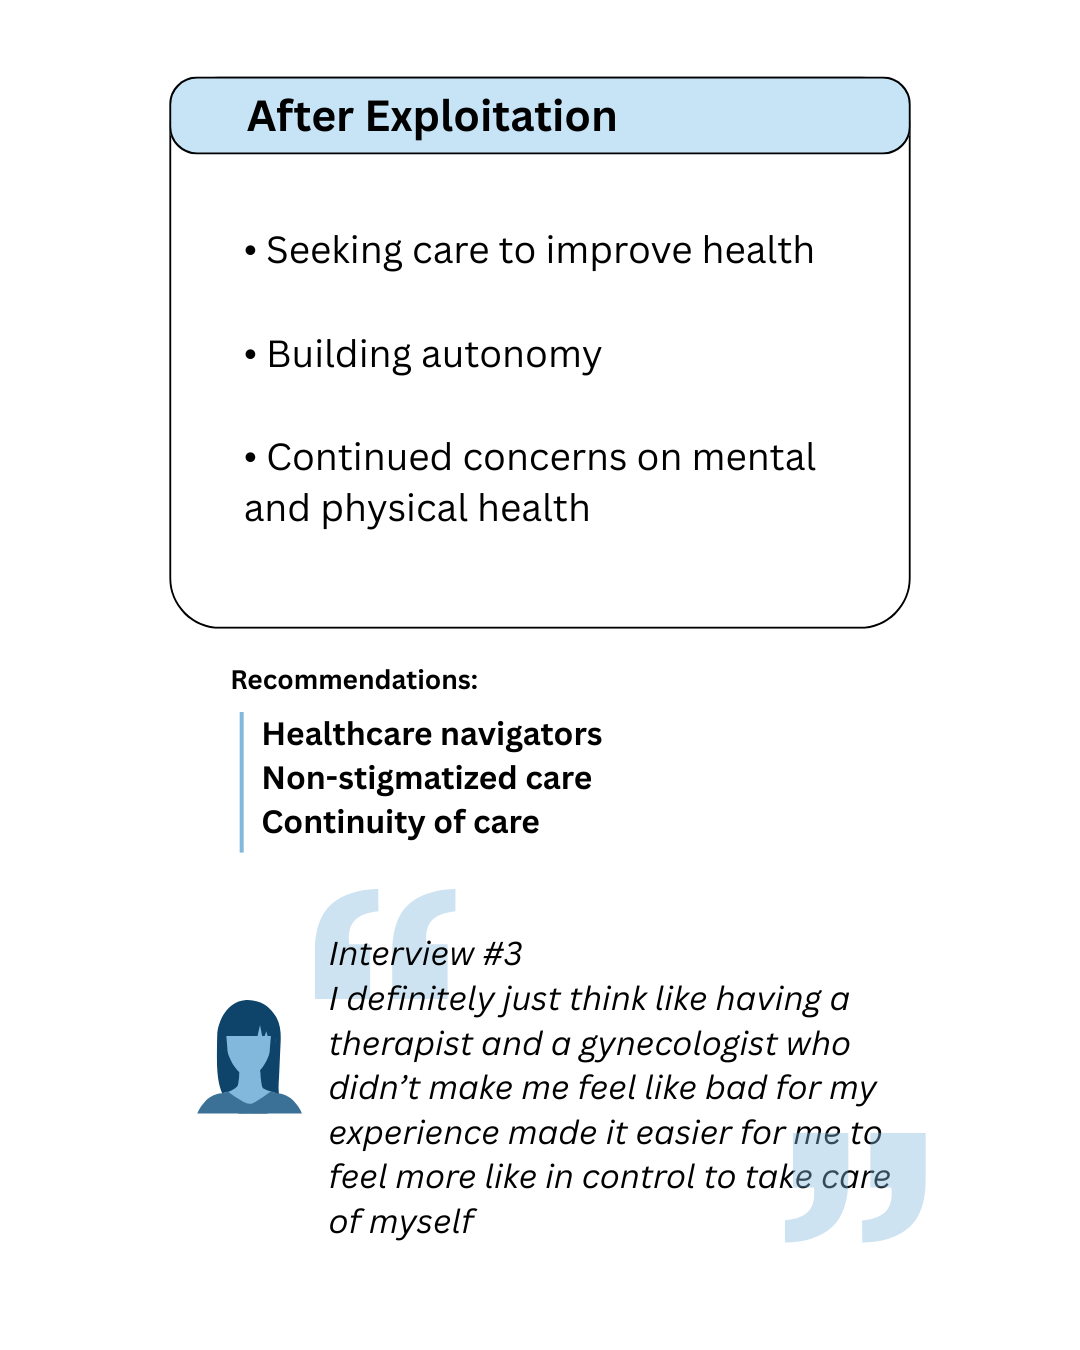 After Exploitation
• Seeking care to improve health
• Building autonomy
• Continued concerns on mental
and physical health
Recommendations:
Healthcare navigators
Non-stigmatized care
Continuity of care
Interview #3
I definitely just think like having a
therapist and a gynecologist who
didn’t make me feel like bad for my
experience made it easier for me to
feel more like in control to take care
of myself